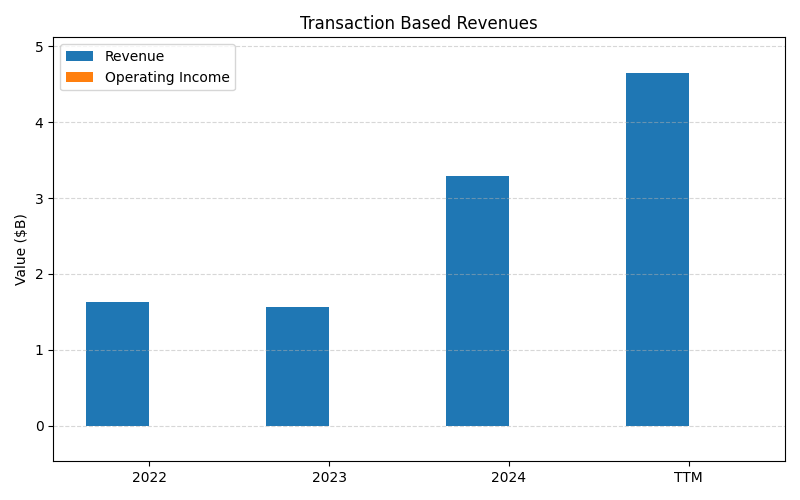 Transaction Based Revenues
Revenue
Operating Income
Value ($B)
5
4
3
2
1
0
2022
2023
2024
TTM